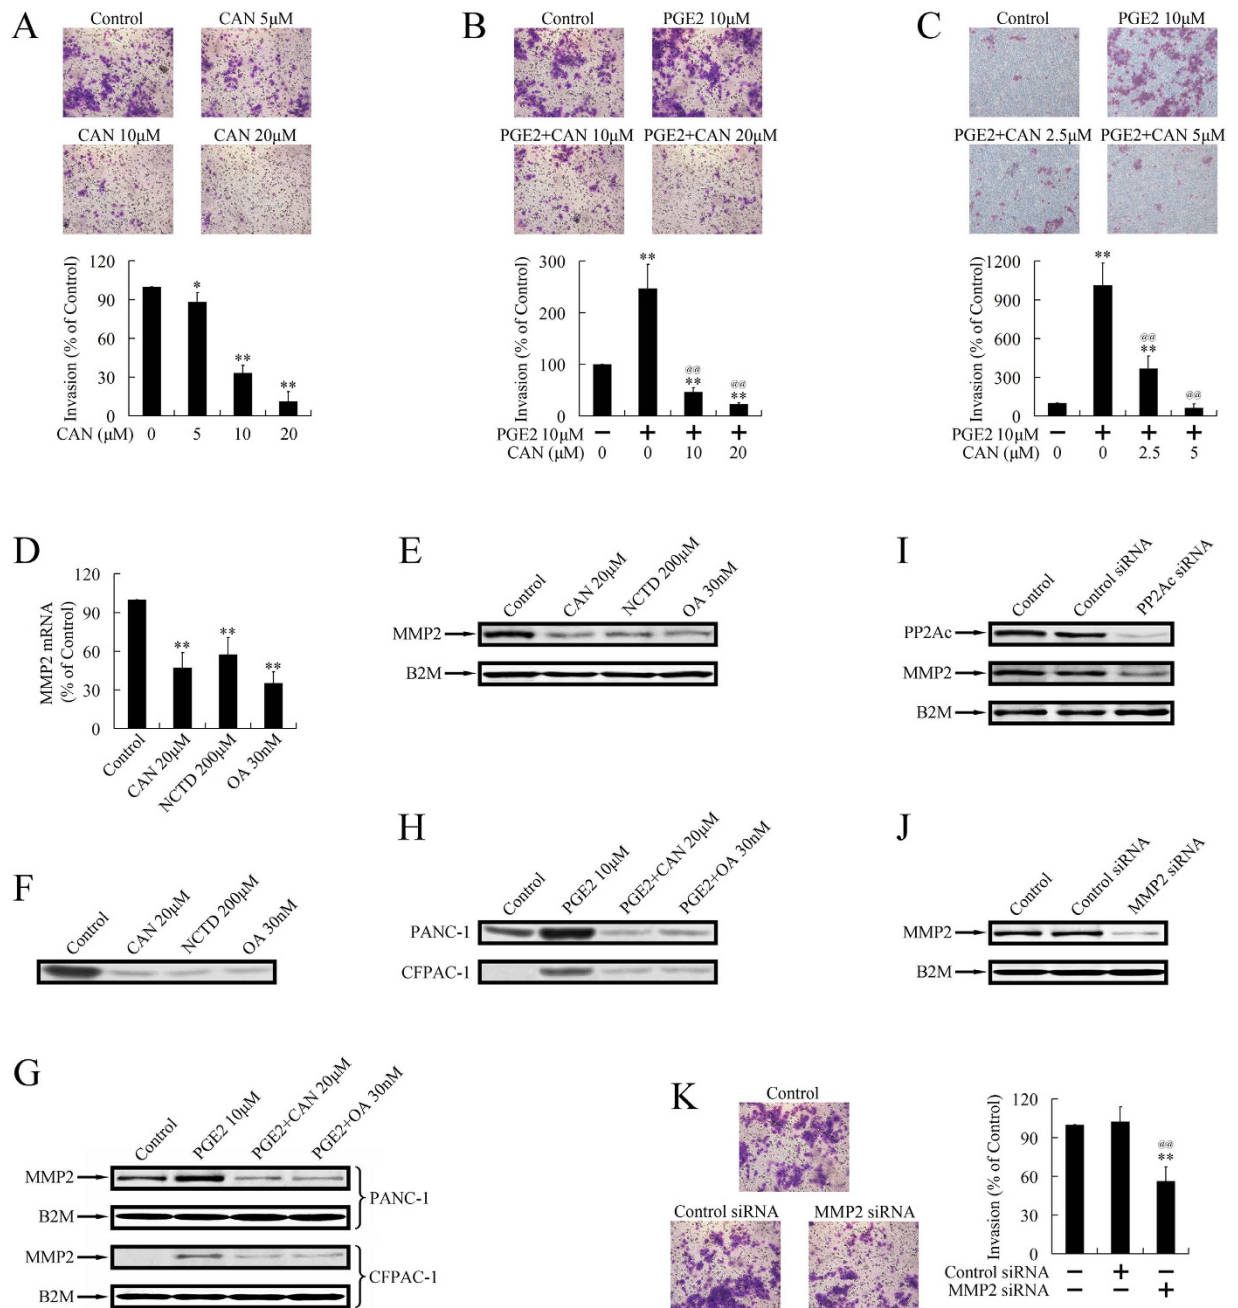 A
Control
CAN 5μM
CAN 10μM
CAN 20μM
Invasion (% of Control)
120
90
60
30
0
*
**
**
CAN (μM)
0 5 10 20
B
Control
PGE2 10μM
PGE2+CAN 10μM
PGE2+CAN 20μM
Invasion (% of Control)
300
200
100
0
**
@@
**
@@
**
PGE2 10μM − + + +
CAN (μM) 0 0 10 20
C
Control
PGE2 10μM
PGE2+CAN 2.5μM
PGE2+CAN 5μM
Invasion (% of Control)
1200
900
600
300
0
**
@@
**
@@
PGE2 10μM − + + +
CAN (μM) 0 0 2.5 5
D
MMP2 mRNA
(% of Control)
120
90
60
30
0
**
**
**
Control
CAN 20μM
NCTD 200μM
OA 30nM
E
Control
CAN 20μM
NCTD 200μM
OA 30nM
MMP2
B2M
I
Control
Control siRNA
PP2Ac siRNA
PP2Ac
MMP2
B2M
F
Control
CAN 20μM
NCTD 200μM
OA 30nM
H
Control
PGE2 10μM
PGE2+CAN 20μM
PGE2+OA 30nM
PANC-1
CFPAC-1
J
Control
Control siRNA
MMP2 siRNA
MMP2
B2M
G
Control
PGE2 10μM
PGE2+CAN 20μM
PGE2+OA 30nM
MMP2
B2M
PANC-1
MMP2
B2M
CFPAC-1
K
Control
Control siRNA
MMP2 siRNA
Invasion (% of Control)
120
90
60
30
0
@@
**
Control siRNA − + −
MMP2 siRNA − − +